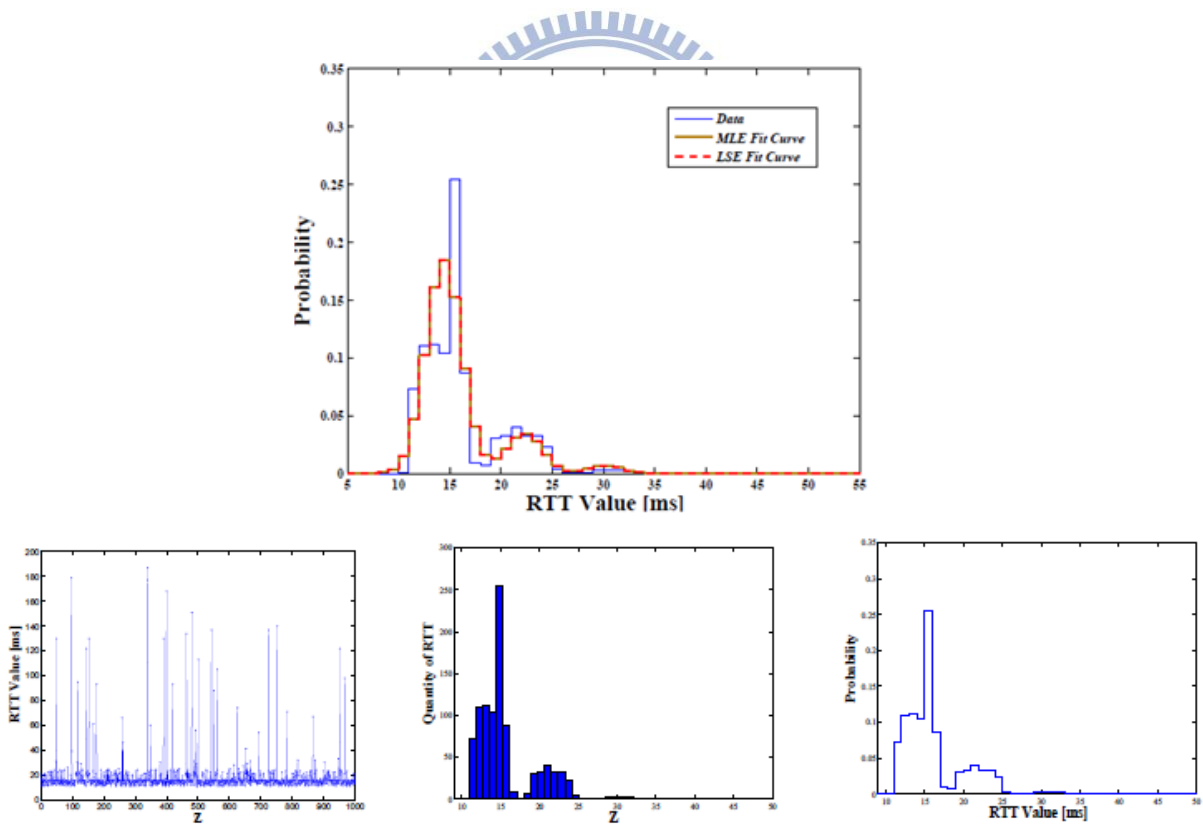 0.35
0.3
0.25
0.2
0.15
0.1
0.05
0
Probability
Data
MLE Fit Curve
LSE Fit Curve
5 10 15 20 25 30 35 40 45 50 55
RTT Value [ms]
200
180
160
140
120
100
80
60
40
20
0
RTT Value [ms]
0 100 200 300 400 500 600 700 800 900 1000
Z
300
250
200
150
100
50
0
Quantity of RTT
10 15 20 25 30 35 40 45 50
Z
0.35
0.3
0.25
0.2
0.15
0.1
0.05
0
Probability
10 15 20 25 30 35 40 45 50
RTT Value [ms]